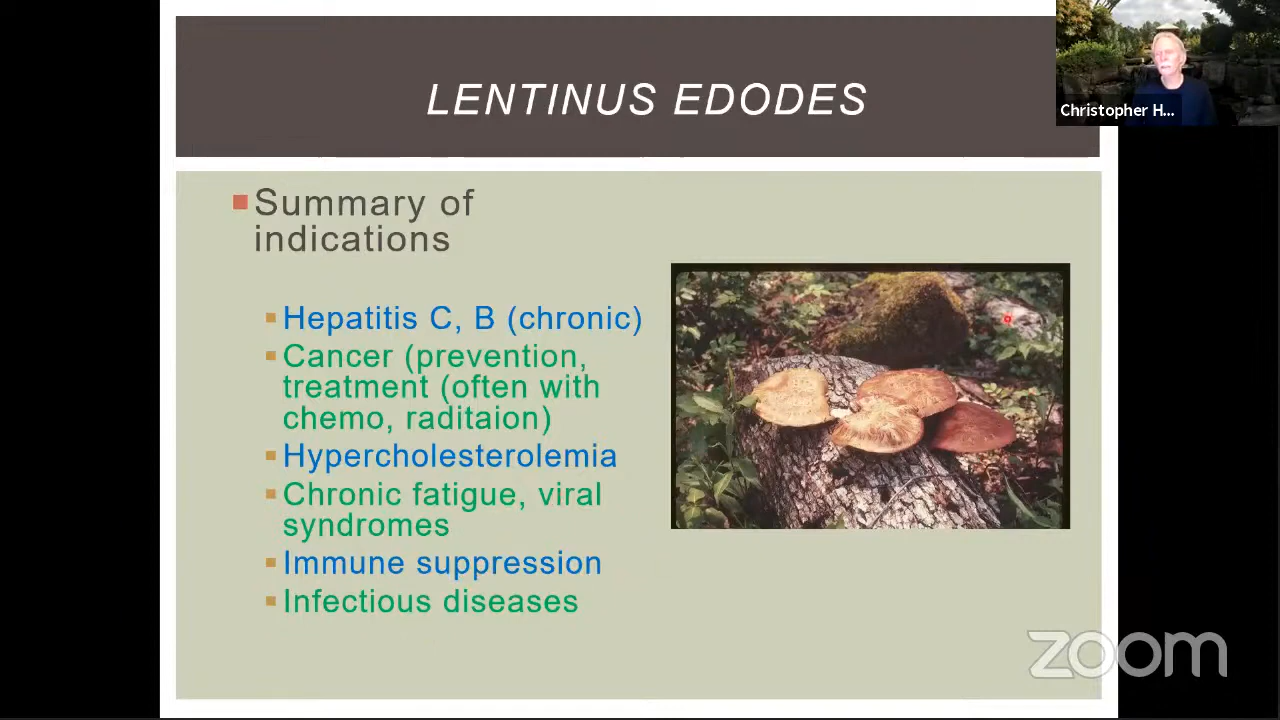 LENTINUS EDODES
Christopher H...
Summary of
indications
Hepatitis C, B (chronic)
Cancer (prevention,
treatment (often with
chemo, raditaion)
Hypercholesterolemia
Chronic fatigue, viral
syndromes
Immune suppression
Infectious diseases
zoom